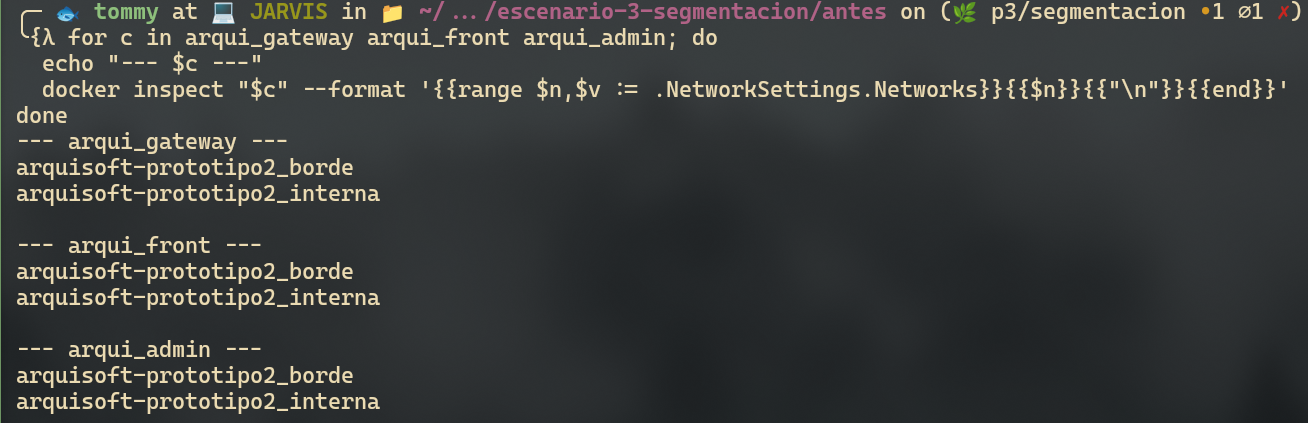 tommy at JARVIS in ~/…/escenario-3-segmentacion/antes on (p3/segmentacion •1 ∅1 ✗)
{λ for c in arqui_gateway arqui_front arqui_admin; do
  echo "--- $c ---"
  docker inspect "$c" --format '{{range $n,$v := .NetworkSettings.Networks}}{{$n}}{{"\n"}}{{end}}'
done
--- arqui_gateway ---
arquisoft-prototipo2_borde
arquisoft-prototipo2_interna

--- arqui_front ---
arquisoft-prototipo2_borde
arquisoft-prototipo2_interna

--- arqui_admin ---
arquisoft-prototipo2_borde
arquisoft-prototipo2_interna